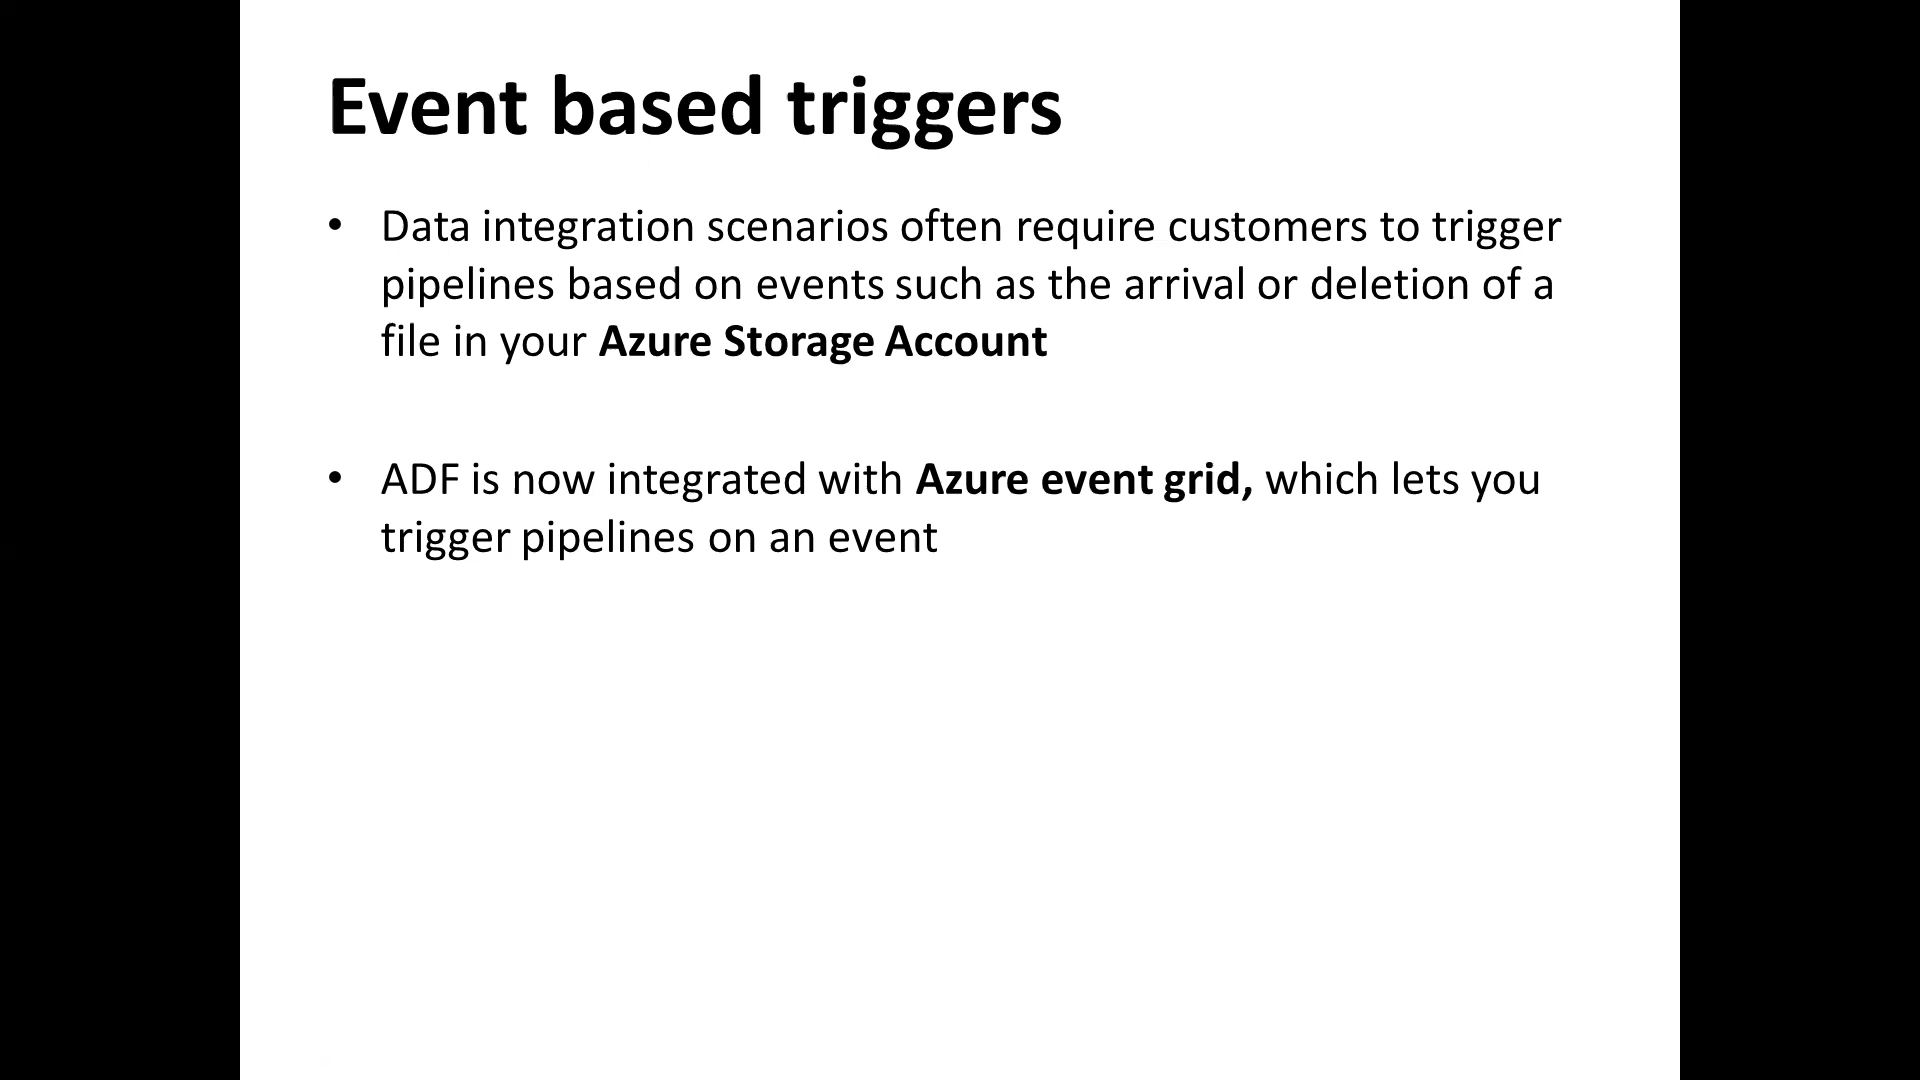 Event based triggers
• Data integration scenarios often require customers to trigger
pipelines based on events such as the arrival or deletion of a
file in your Azure Storage Account
• ADF is now integrated with Azure event grid, which lets you
trigger pipelines on an event